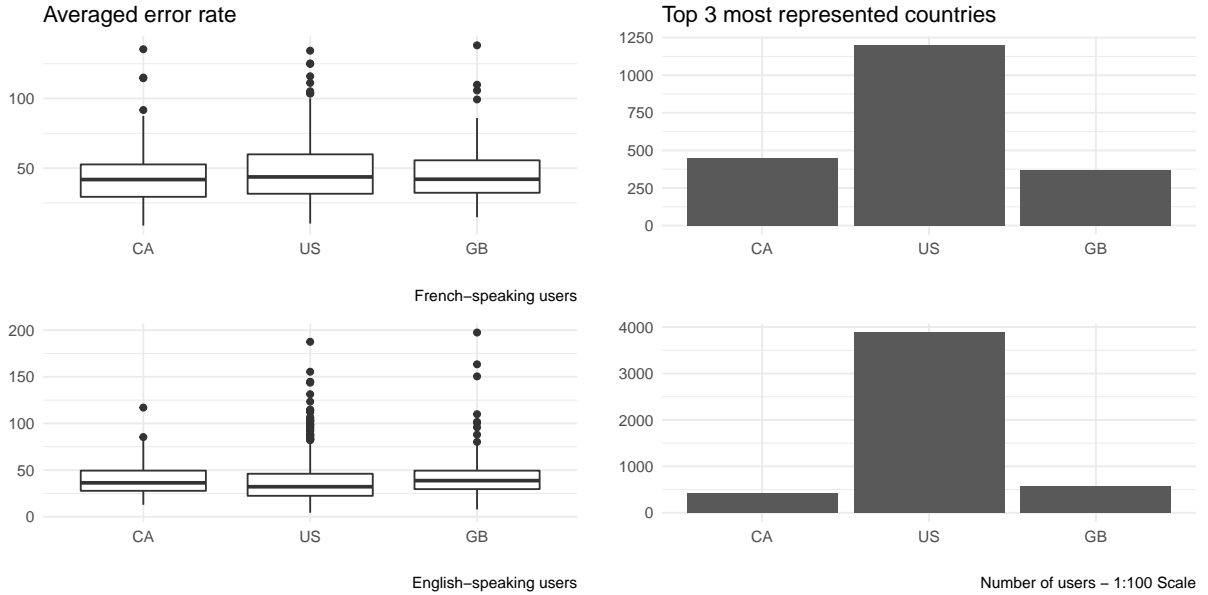 Averaged error rate
100
50
CA US GB
French–speaking users
200
150
100
50
0
CA US GB
English–speaking users
Top 3 most represented countries
1250
1000
750
500
250
0
CA US GB
4000
3000
2000
1000
0
CA US GB
Number of users – 1:100 Scale